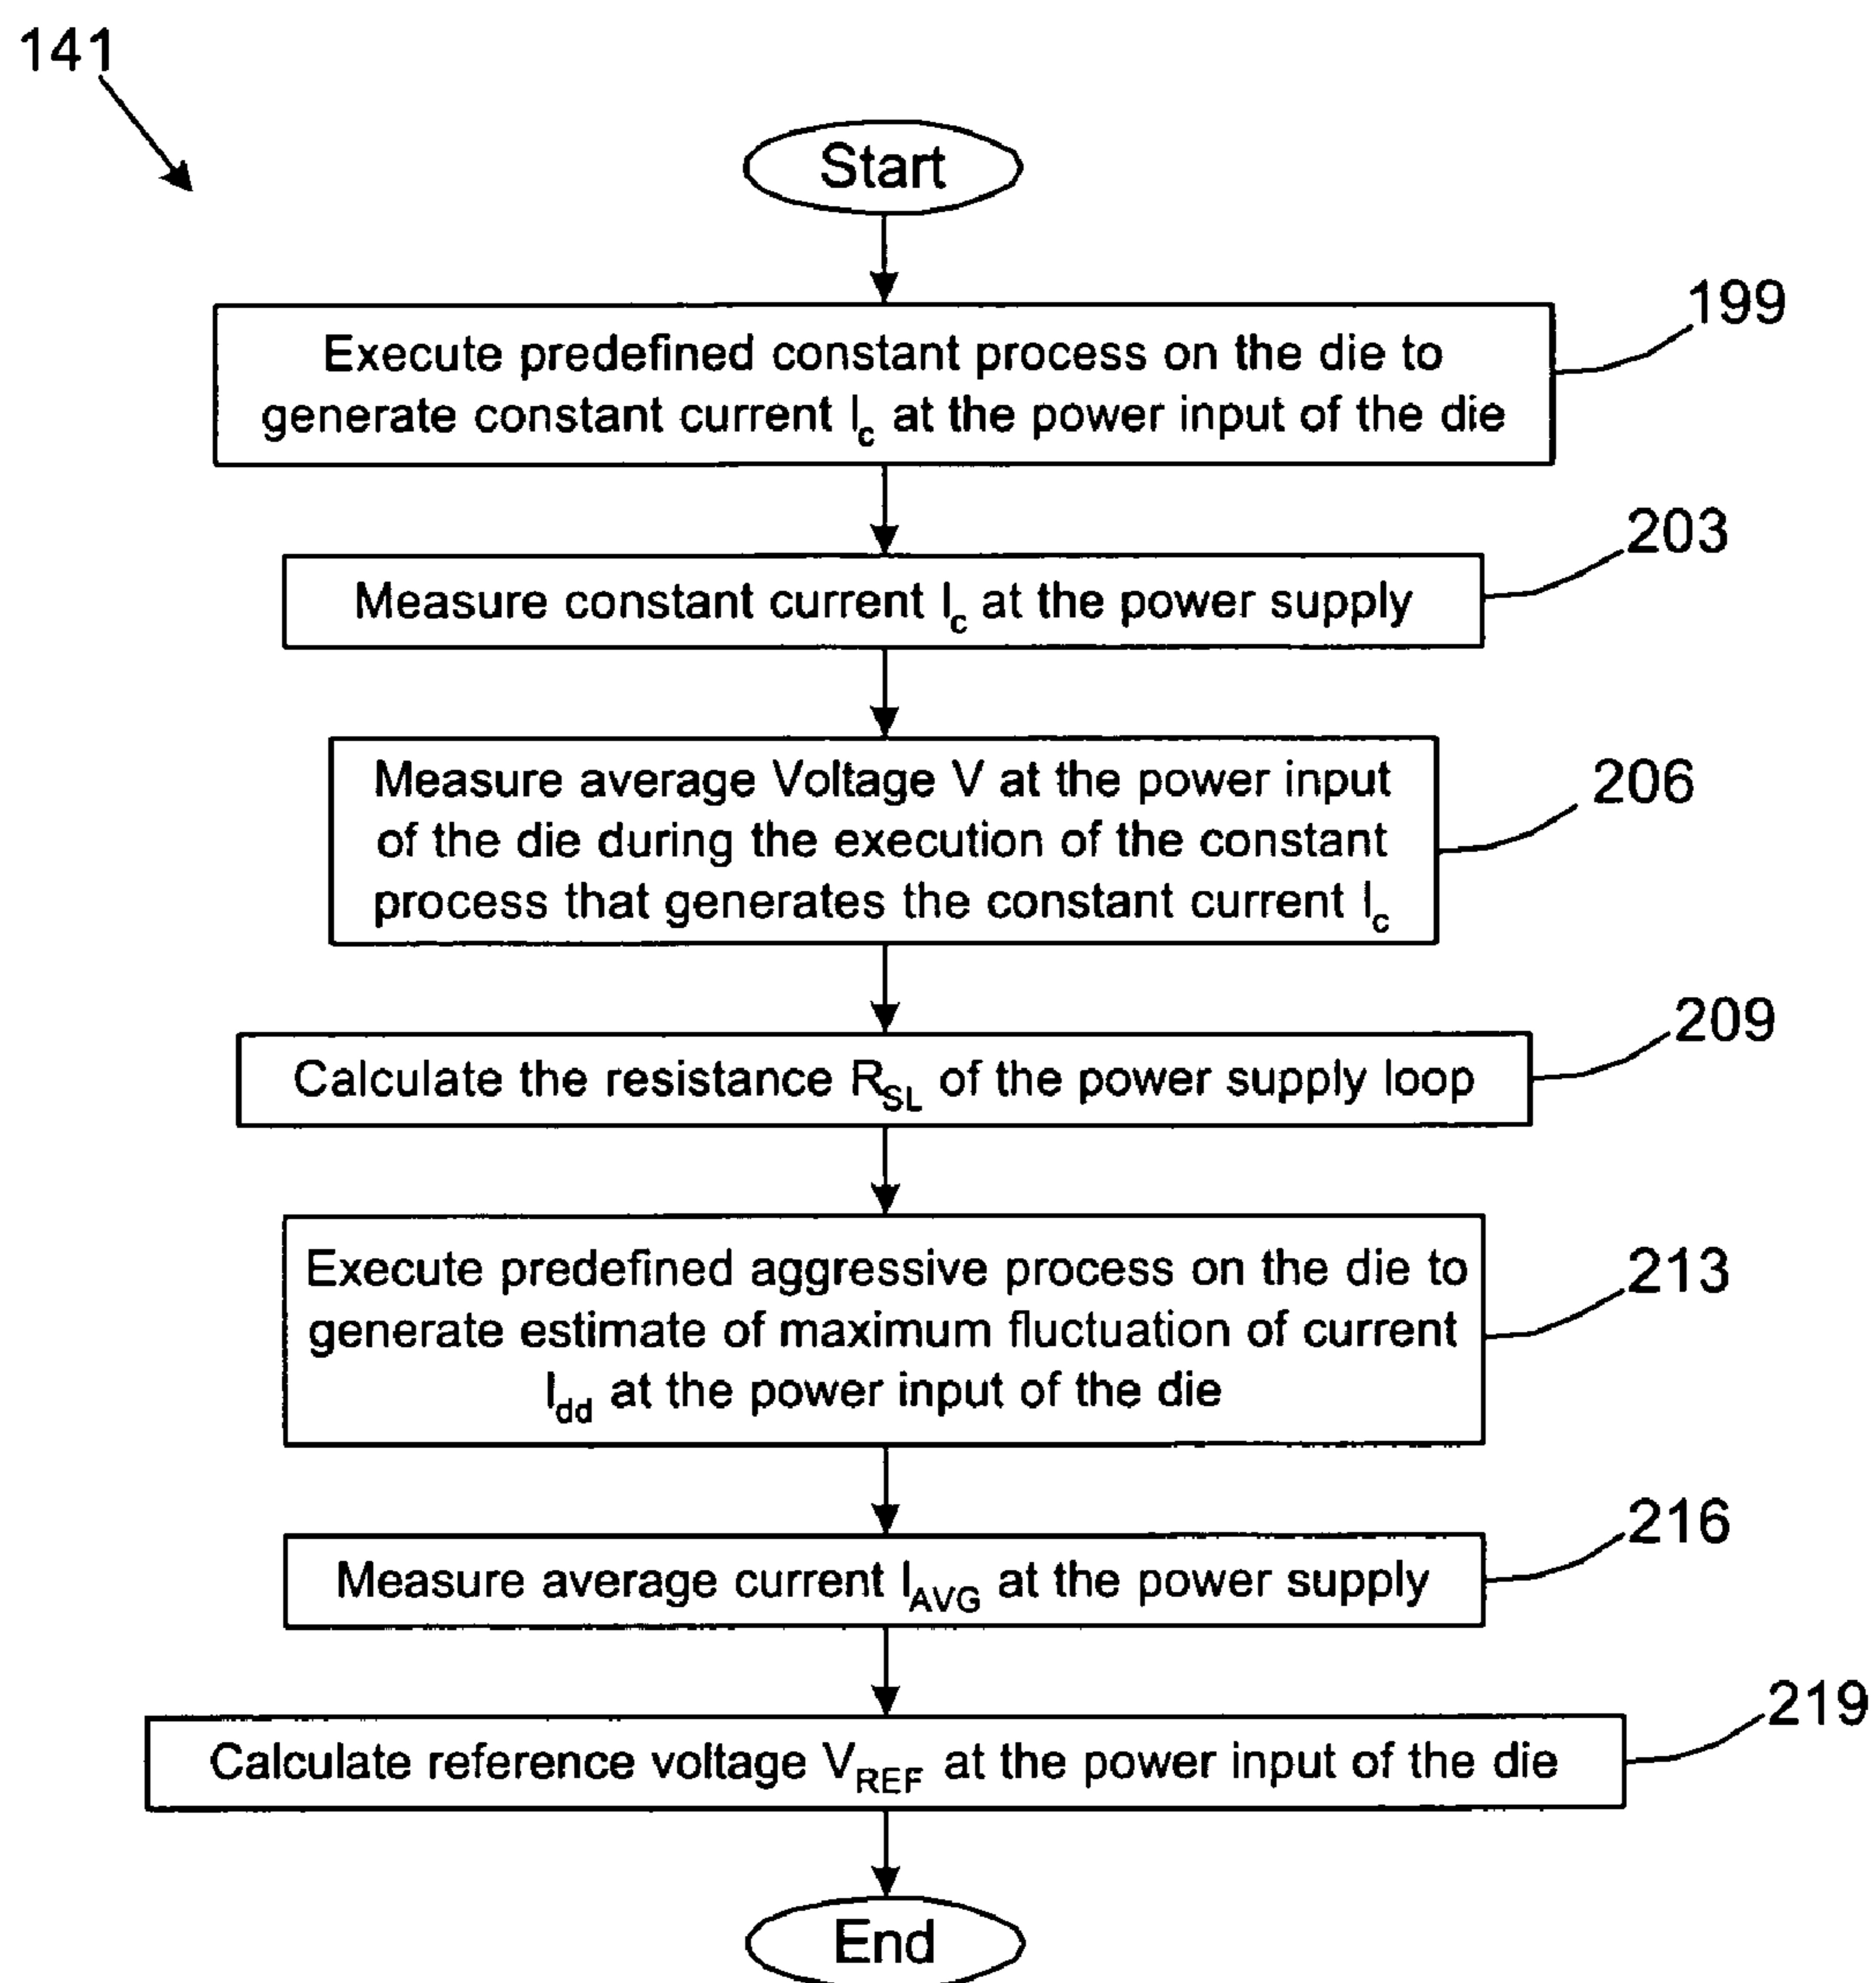 141
Start
199
Execute predefined constant process on the die to
generate constant current Ic at the power input of the die
203
Measure constant current Ic at the power supply
206
Measure average Voltage V at the power input
of the die during the execution of the constant
process that generates the constant current Ic
209
Calculate the resistance RSL of the power supply loop
213
Execute predefined aggressive process on the die to
generate estimate of maximum fluctuation of current
Idd at the power input of the die
216
Measure average current IAVG at the power supply
219
Calculate reference voltage VREF at the power input of the die
End